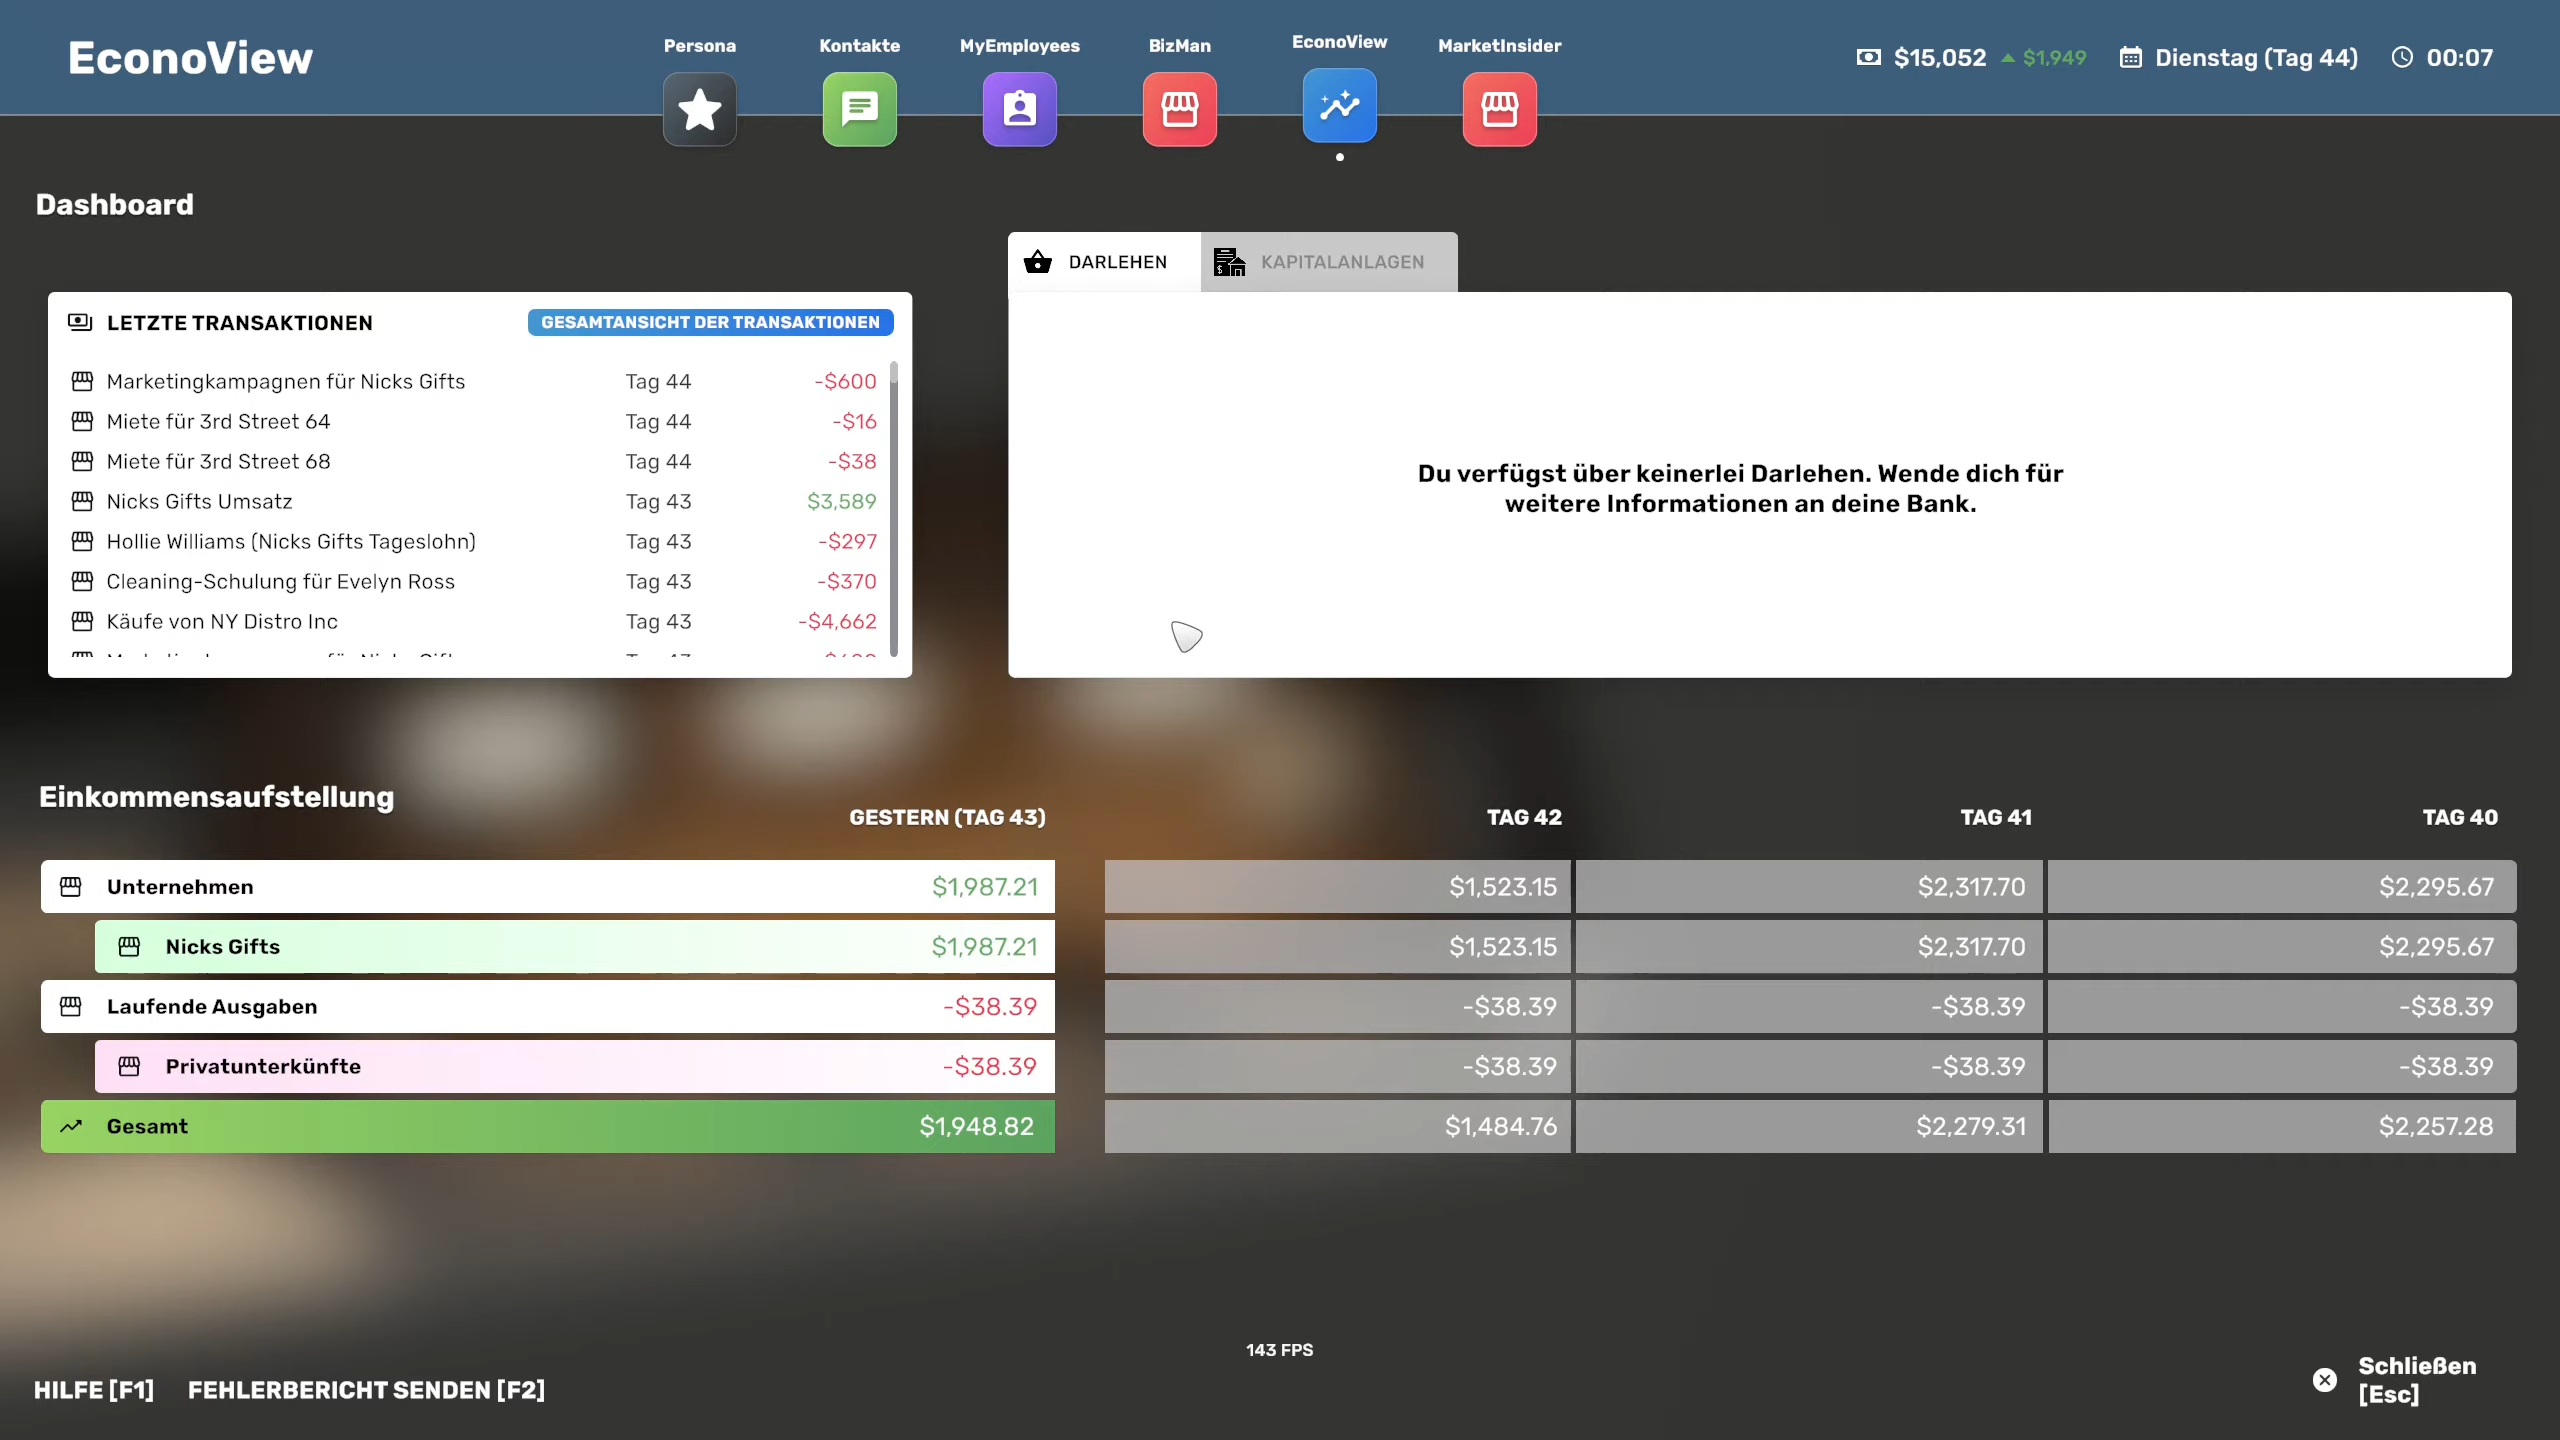 EconoView
Persona
Kontakte
MyEmployees
BizMan
EconoView
MarketInsider
$15,052 $1,949 Dienstag (Tag 44) 00:07
Dashboard
DARLEHEN
KAPITALANLAGEN
LETZTE TRANSAKTIONEN
GESAMTANSICHT DER TRANSAKTIONEN
Marketingkampagnen für Nicks Gifts Tag 44 -$600
Miete für 3rd Street 64 Tag 44 -$16
Miete für 3rd Street 68 Tag 44 -$38
Nicks Gifts Umsatz Tag 43 $3,589
Hollie Williams (Nicks Gifts Tageslohn) Tag 43 -$297
Cleaning-Schulung für Evelyn Ross Tag 43 -$370
Käufe von NY Distro Inc Tag 43 -$4,662
Du verfügst über keinerlei Darlehen. Wende dich für
weitere Informationen an deine Bank.
Einkommensaufstellung
GESTERN (TAG 43) TAG 42 TAG 41 TAG 40
Unternehmen $1,987.21 $1,523.15 $2,317.70 $2,295.67
Nicks Gifts $1,987.21 $1,523.15 $2,317.70 $2,295.67
Laufende Ausgaben -$38.39 -$38.39 -$38.39 -$38.39
Privatunterkünfte -$38.39 -$38.39 -$38.39 -$38.39
Gesamt $1,948.82 $1,484.76 $2,279.31 $2,257.28
143 FPS
HILFE [F1] FEHLERBERICHT SENDEN [F2]
Schließen
[Esc]